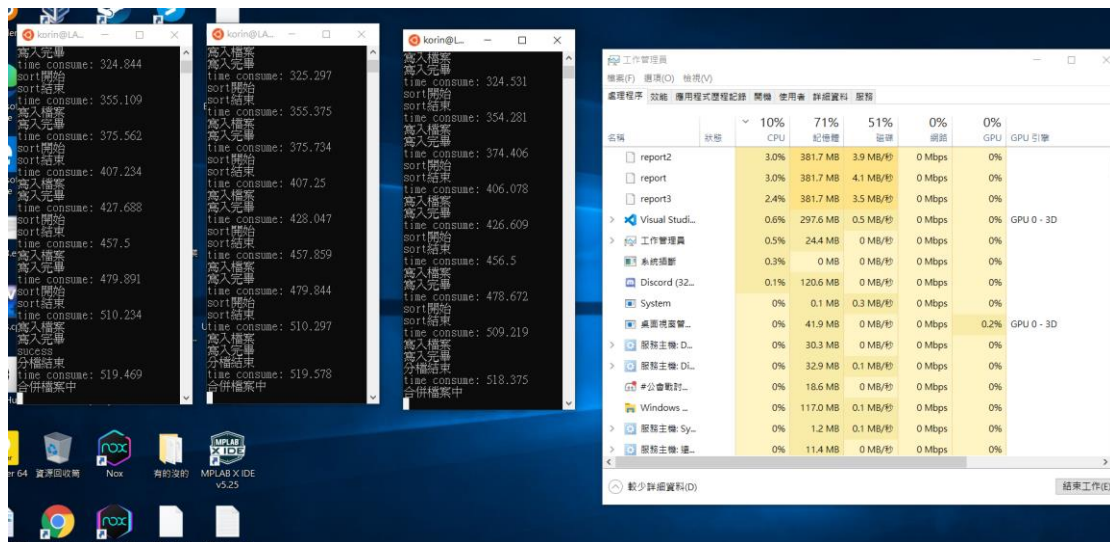 korin@LA...
寫入完畢
time consume: 324.844
sort開始
sort結束
time consume: 355.109
寫入檔案
寫入完畢
time consume: 375.562
sort開始
sort結束
time consume: 407.234
寫入檔案
寫入完畢
time consume: 427.688
sort開始
sort結束
time consume: 457.5
寫入檔案
寫入完畢
time consume: 479.891
sort開始
sort結束
time consume: 510.234
寫入檔案
寫入完畢
sucess
分檔結束
time consume: 519.469
合併檔案中
korin@LA...
寫入檔案
寫入完畢
time consume: 325.297
sort開始
sort結束
time consume: 355.375
寫入檔案
寫入完畢
time consume: 375.734
sort開始
sort結束
time consume: 407.25
寫入檔案
寫入完畢
time consume: 428.047
sort開始
sort結束
time consume: 457.859
寫入檔案
寫入完畢
time consume: 479.844
sort開始
sort結束
time consume: 510.297
寫入檔案
寫入完畢
分檔結束
time consume: 519.578
合併檔案中
korin@L...
寫入檔案
寫入完畢
time consume: 324.531
sort開始
sort結束
time consume: 354.281
寫入檔案
寫入完畢
time consume: 374.406
sort開始
sort結束
time consume: 406.078
寫入檔案
寫入完畢
time consume: 426.609
sort開始
sort結束
time consume: 456.5
寫入檔案
寫入完畢
time consume: 478.672
sort開始
sort結束
time consume: 509.219
寫入檔案
寫入完畢
分檔結束
time consume: 518.375
合併檔案中
工作管理員
檔案(F) 選項(O) 檢視(V)
處理程序 效能 應用程式歷程記錄 開機 使用者 詳細資料 服務
10% 71% 51% 0% 0%
名稱 狀態 CPU 記憶體 磁碟 網路 GPU GPU 引擎
report2 3.0% 381.7 MB 3.9 MB/秒 0 Mbps 0%
report 3.0% 381.7 MB 4.1 MB/秒 0 Mbps 0%
report3 2.4% 381.7 MB 3.5 MB/秒 0 Mbps 0%
Visual Studi... 0.6% 297.6 MB 0.5 MB/秒 0 Mbps 0% GPU 0 - 3D
工作管理員 0.5% 24.4 MB 0 MB/秒 0 Mbps 0%
系統插斷 0.3% 0 MB 0 MB/秒 0 Mbps 0%
Discord (32... 0.1% 120.6 MB 0 MB/秒 0 Mbps 0%
System 0% 0.1 MB 0.3 MB/秒 0 Mbps 0%
桌面視窗管... 0% 41.9 MB 0 MB/秒 0 Mbps 0.2% GPU 0 - 3D
服務主機: D... 0% 30.3 MB 0 MB/秒 0 Mbps 0%
服務主機: Di... 0% 32.9 MB 0.1 MB/秒 0 Mbps 0%
#公會戰討... 0% 18.6 MB 0 MB/秒 0 Mbps 0%
Windows ... 0% 117.0 MB 0.1 MB/秒 0 Mbps 0%
服務主機: Sy... 0% 1.2 MB 0.1 MB/秒 0 Mbps 0%
服務主機: 遠... 0% 11.4 MB 0 MB/秒 0 Mbps 0%
較少詳細資料(D)
結束工作(E)
er 64
資源回收筒
Nox
有的沒的
MPLAB X IDE
v5.25